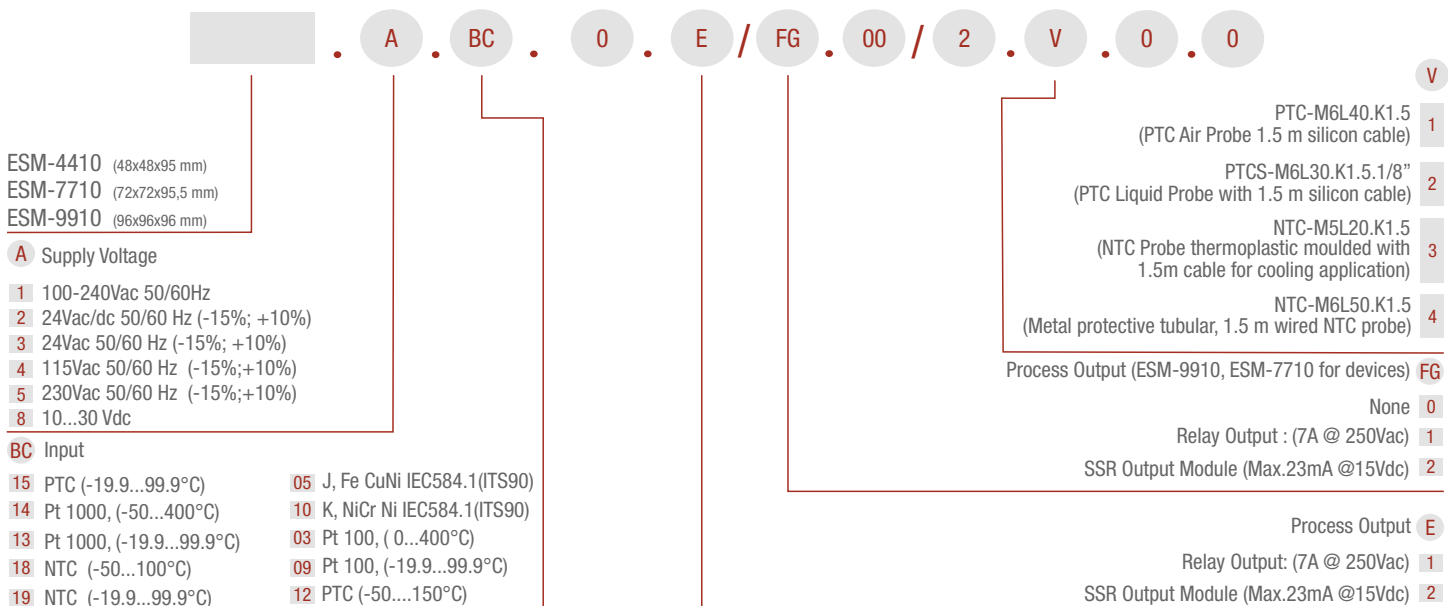 . A . BC . 0 . E / FG . 00 / 2 . V . 0 . 0
ESM-4410 (48x48x95 mm)
ESM-7710 (72x72x95,5 mm)
ESM-9910 (96x96x96 mm)
A Supply Voltage
1 100-240Vac 50/60Hz
2 24Vac/dc 50/60 Hz (-15%; +10%)
3 24Vac 50/60 Hz (-15%; +10%)
4 115Vac 50/60 Hz (-15%;+10%)
5 230Vac 50/60 Hz (-15%;+10%)
8 10...30 Vdc
BC Input
15 PTC (-19.9...99.9°C)
14 Pt 1000, (-50...400°C)
13 Pt 1000, (-19.9...99.9°C)
18 NTC (-50...100°C)
19 NTC (-19.9...99.9°C)
05 J, Fe CuNi IEC584.1(ITS90)
10 K, NiCr Ni IEC584.1(ITS90)
03 Pt 100, ( 0...400°C)
09 Pt 100, (-19.9...99.9°C)
12 PTC (-50....150°C)
V
PTC-M6L40.K1.5
(PTC Air Probe 1.5 m silicon cable) 1
PTCS-M6L30.K1.5.1/8”
(PTC Liquid Probe with 1.5 m silicon cable) 2
NTC-M5L20.K1.5
(NTC Probe thermoplastic moulded with 3
1.5m cable for cooling application)
NTC-M6L50.K1.5
(Metal protective tubular, 1.5 m wired NTC probe) 4
Process Output (ESM-9910, ESM-7710 for devices) FG
None 0
Relay Output : (7A @ 250Vac) 1
SSR Output Module (Max.23mA @15Vdc) 2
Process Output E
Relay Output: (7A @ 250Vac) 1
SSR Output Module (Max.23mA @15Vdc) 2